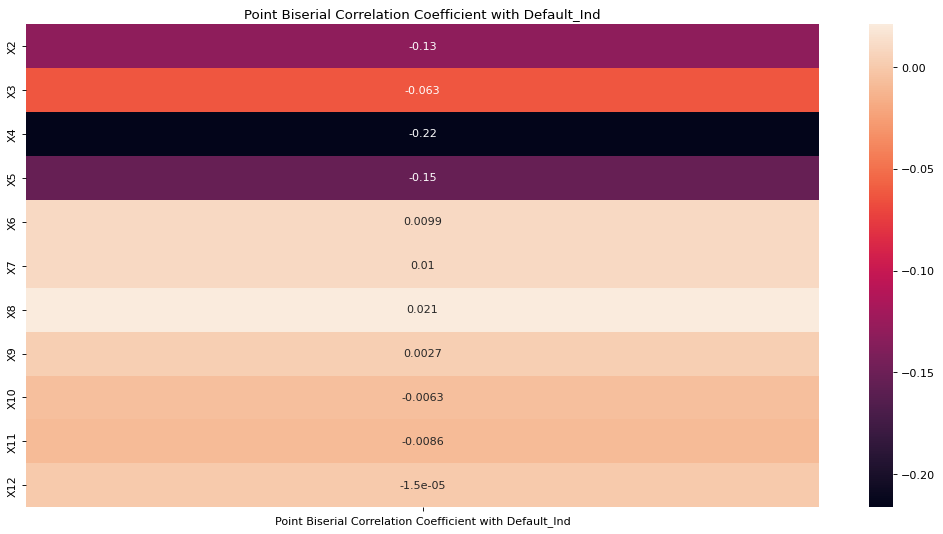 Point Biserial Correlation Coefficient with Default_Ind
X2
-0.13
X3
-0.063
X4
-0.22
X5
-0.15
X6
0.0099
X7
0.01
X8
0.021
X9
0.0027
X10
-0.0063
X11
-0.0086
X12
-1.5e-05
Point Biserial Correlation Coefficient with Default_Ind
0.00
−0.05
−0.10
−0.15
−0.20